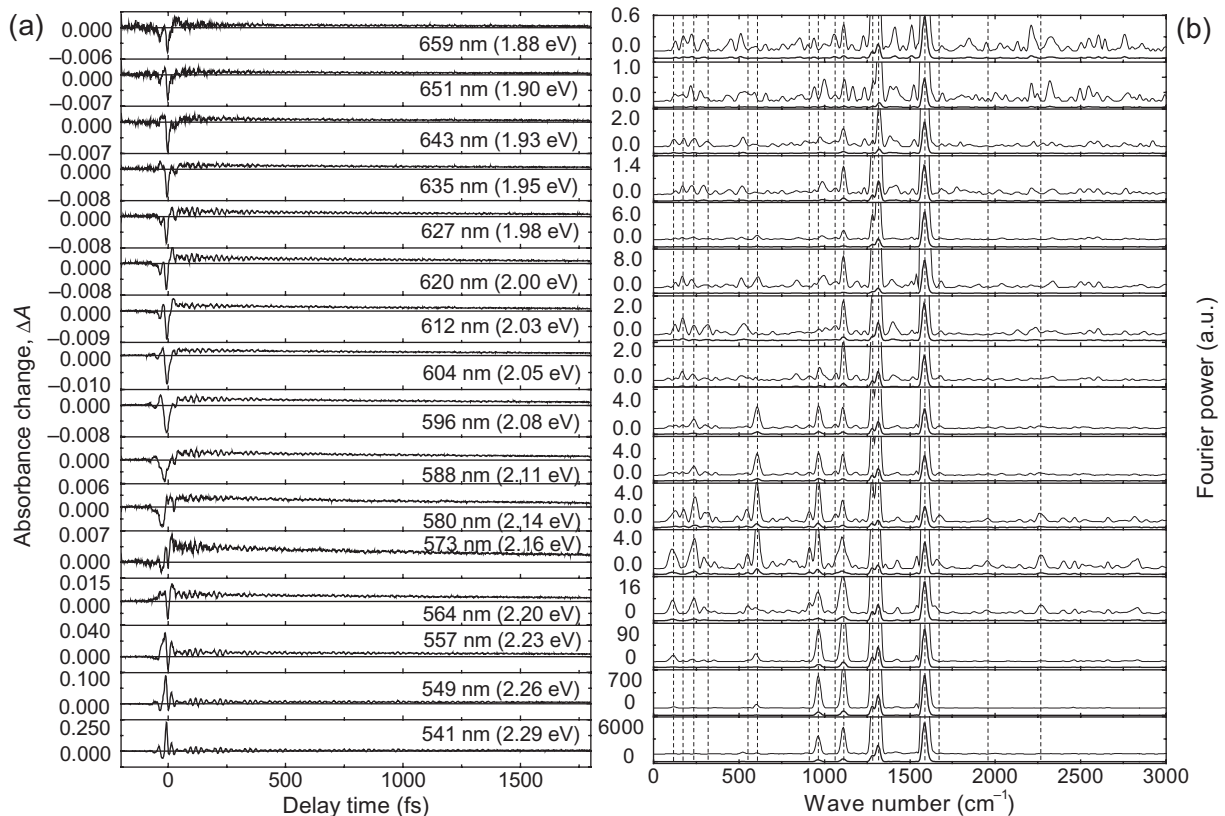 (a)
Absorbance change, ΔA
0.000
–0.006
0.000
–0.007
0.000
–0.007
0.000
–0.008
0.000
–0.008
0.000
–0.008
0.000
–0.009
0.000
–0.010
0.000
–0.008
0.000
0.006
0.000
0.007
0.000
0.015
0.000
0.040
0.000
0.100
0.000
0.250
0.000
659 nm (1.88 eV)
651 nm (1.90 eV)
643 nm (1.93 eV)
635 nm (1.95 eV)
627 nm (1.98 eV)
620 nm (2.00 eV)
612 nm (2.03 eV)
604 nm (2.05 eV)
596 nm (2.08 eV)
588 nm (2.11 eV)
580 nm (2.14 eV)
573 nm (2.16 eV)
564 nm (2.20 eV)
557 nm (2.23 eV)
549 nm (2.26 eV)
541 nm (2.29 eV)
0 500 1000 1500
Delay time (fs)
(b)
0.6
0.0
1.0
0.0
2.0
0.0
1.4
0.0
6.0
0.0
8.0
0.0
2.0
0.0
2.0
0.0
4.0
0.0
4.0
0.0
4.0
0.0
4.0
0.0
16
0
90
0
700
0
6000
0
0 500 1000 1500 2000 2500 3000
Wave number (cm–1)
Fourier power (a.u.)